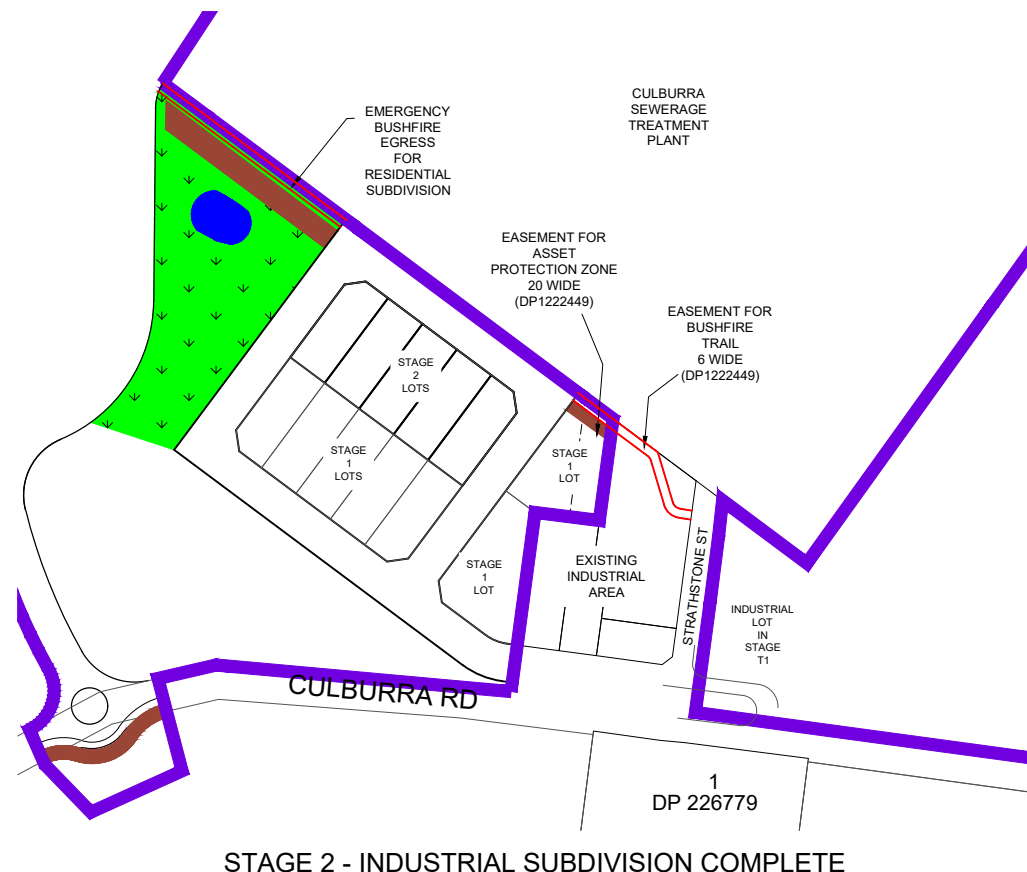 CULBURRA
SEWERAGE
TREATMENT
PLANT
EMERGENCY
BUSHFIRE
EGRESS
FOR
RESIDENTIAL
SUBDIVISION
EASEMENT FOR
ASSET
PROTECTION ZONE
20 WIDE
(DP1222449)
EASEMENT FOR
BUSHFIRE
TRAIL
6 WIDE
(DP1222449)
STAGE
2
LOTS
STAGE
1
LOTS
STAGE
1
LOT
STAGE
1
LOT
EXISTING
INDUSTRIAL
AREA
STRATHSTONE ST
INDUSTRIAL
LOT
IN
STAGE
T1
CULBURRA RD
1
DP 226779
STAGE 2 - INDUSTRIAL SUBDIVISION COMPLETE